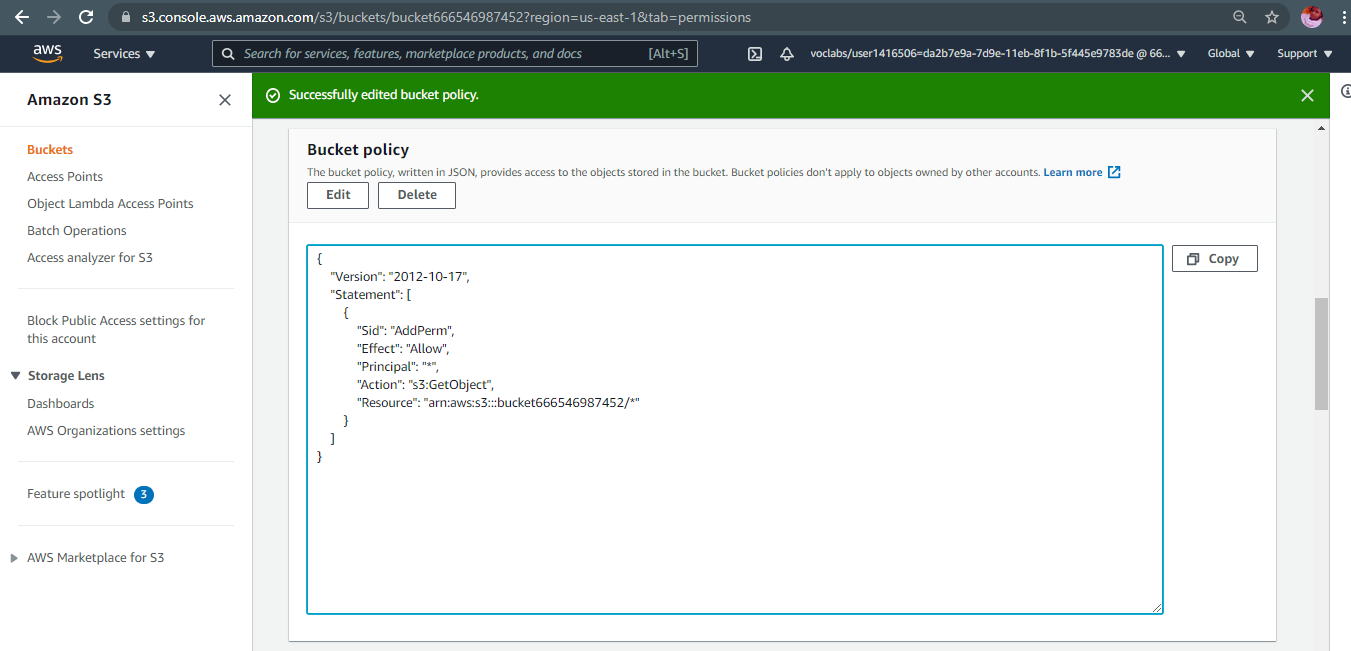 s3.console.aws.amazon.com/s3/buckets/bucket666546987452?region=us-east-1&tab=permissions
aws Services Search for services, features, marketplace products, and docs [Alt+S] voclabs/user1416506=da2b7e9a-7d9e-11eb-8f1b-5f445e9783de @ 66... Global Support
Amazon S3
Buckets
Access Points
Object Lambda Access Points
Batch Operations
Access analyzer for S3
Block Public Access settings for
this account
Storage Lens
Dashboards
AWS Organizations settings
Feature spotlight 3
AWS Marketplace for S3
Successfully edited bucket policy.
Bucket policy
The bucket policy, written in JSON, provides access to the objects stored in the bucket. Bucket policies don't apply to objects owned by other accounts. Learn more
Edit Delete
Copy
{
"Version": "2012-10-17",
"Statement": [
{
"Sid": "AddPerm",
"Effect": "Allow",
"Principal": "*",
"Action": "s3:GetObject",
"Resource": "arn:aws:s3:::bucket666546987452/*"
}
]
}